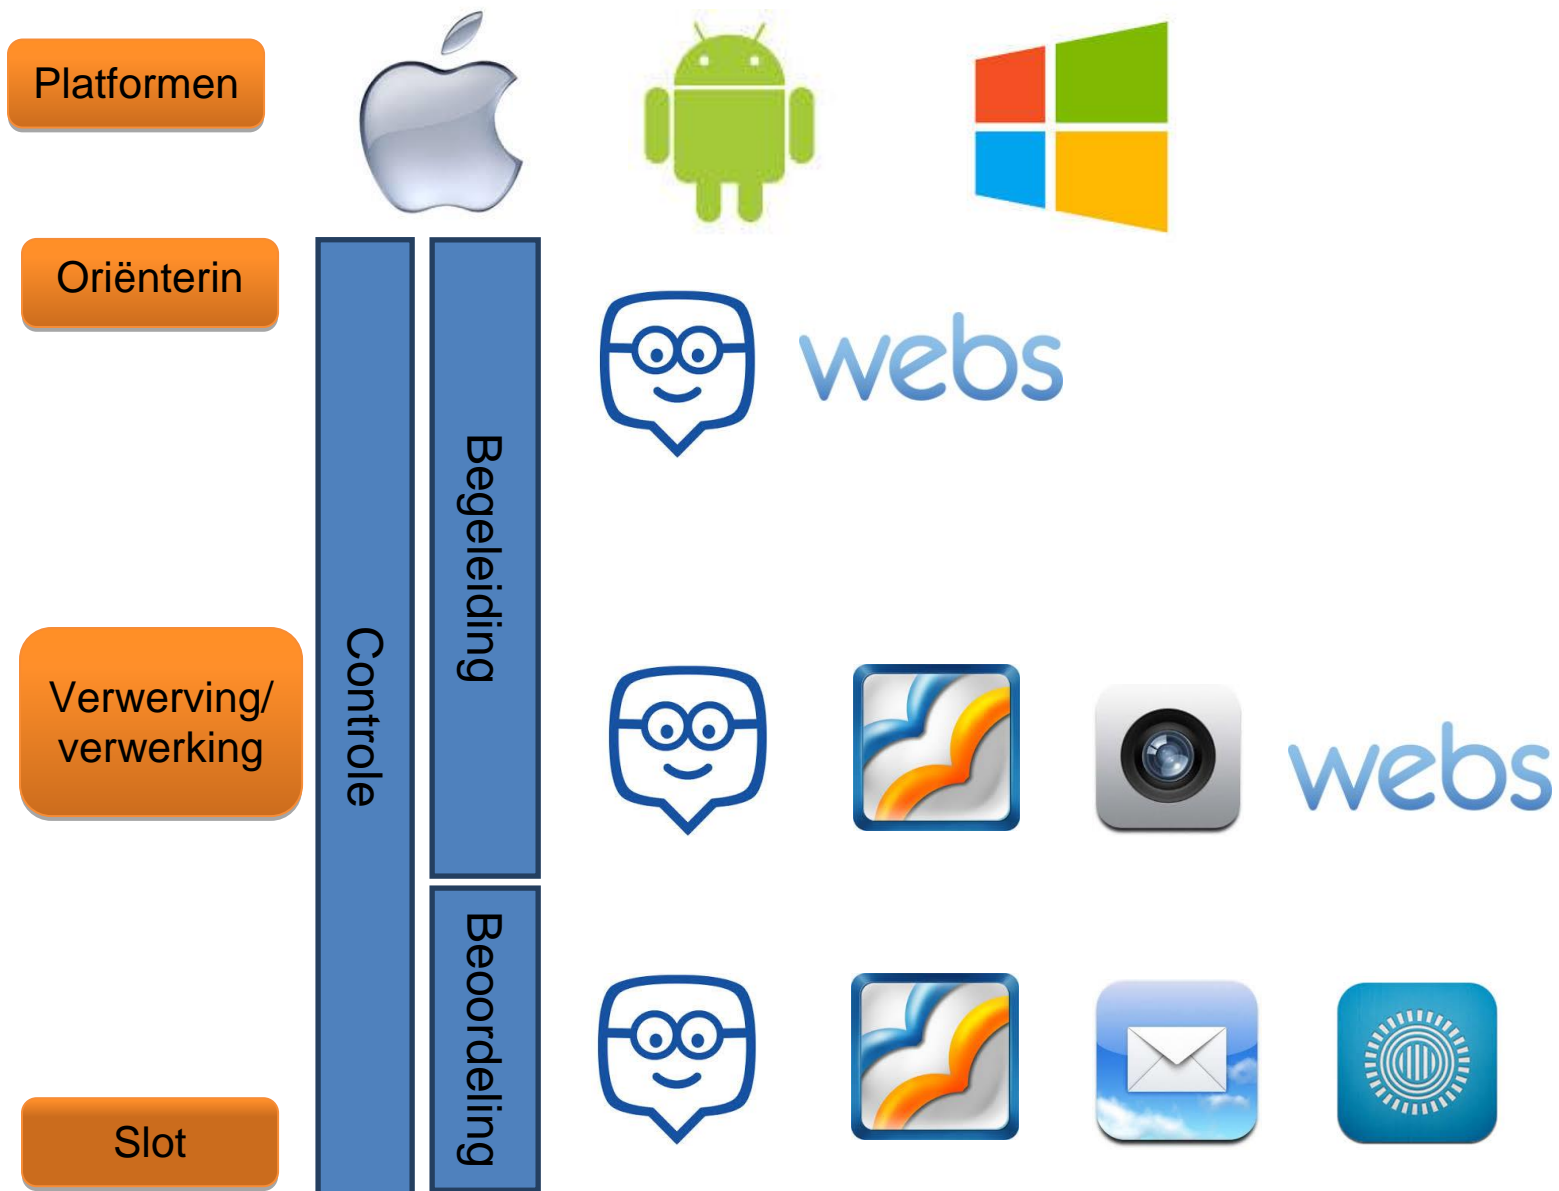 Platformen
Oriënterin
webs
Begeleiding
Controle
Verwerving/
verwerking
webs
Beoordeling
Slot